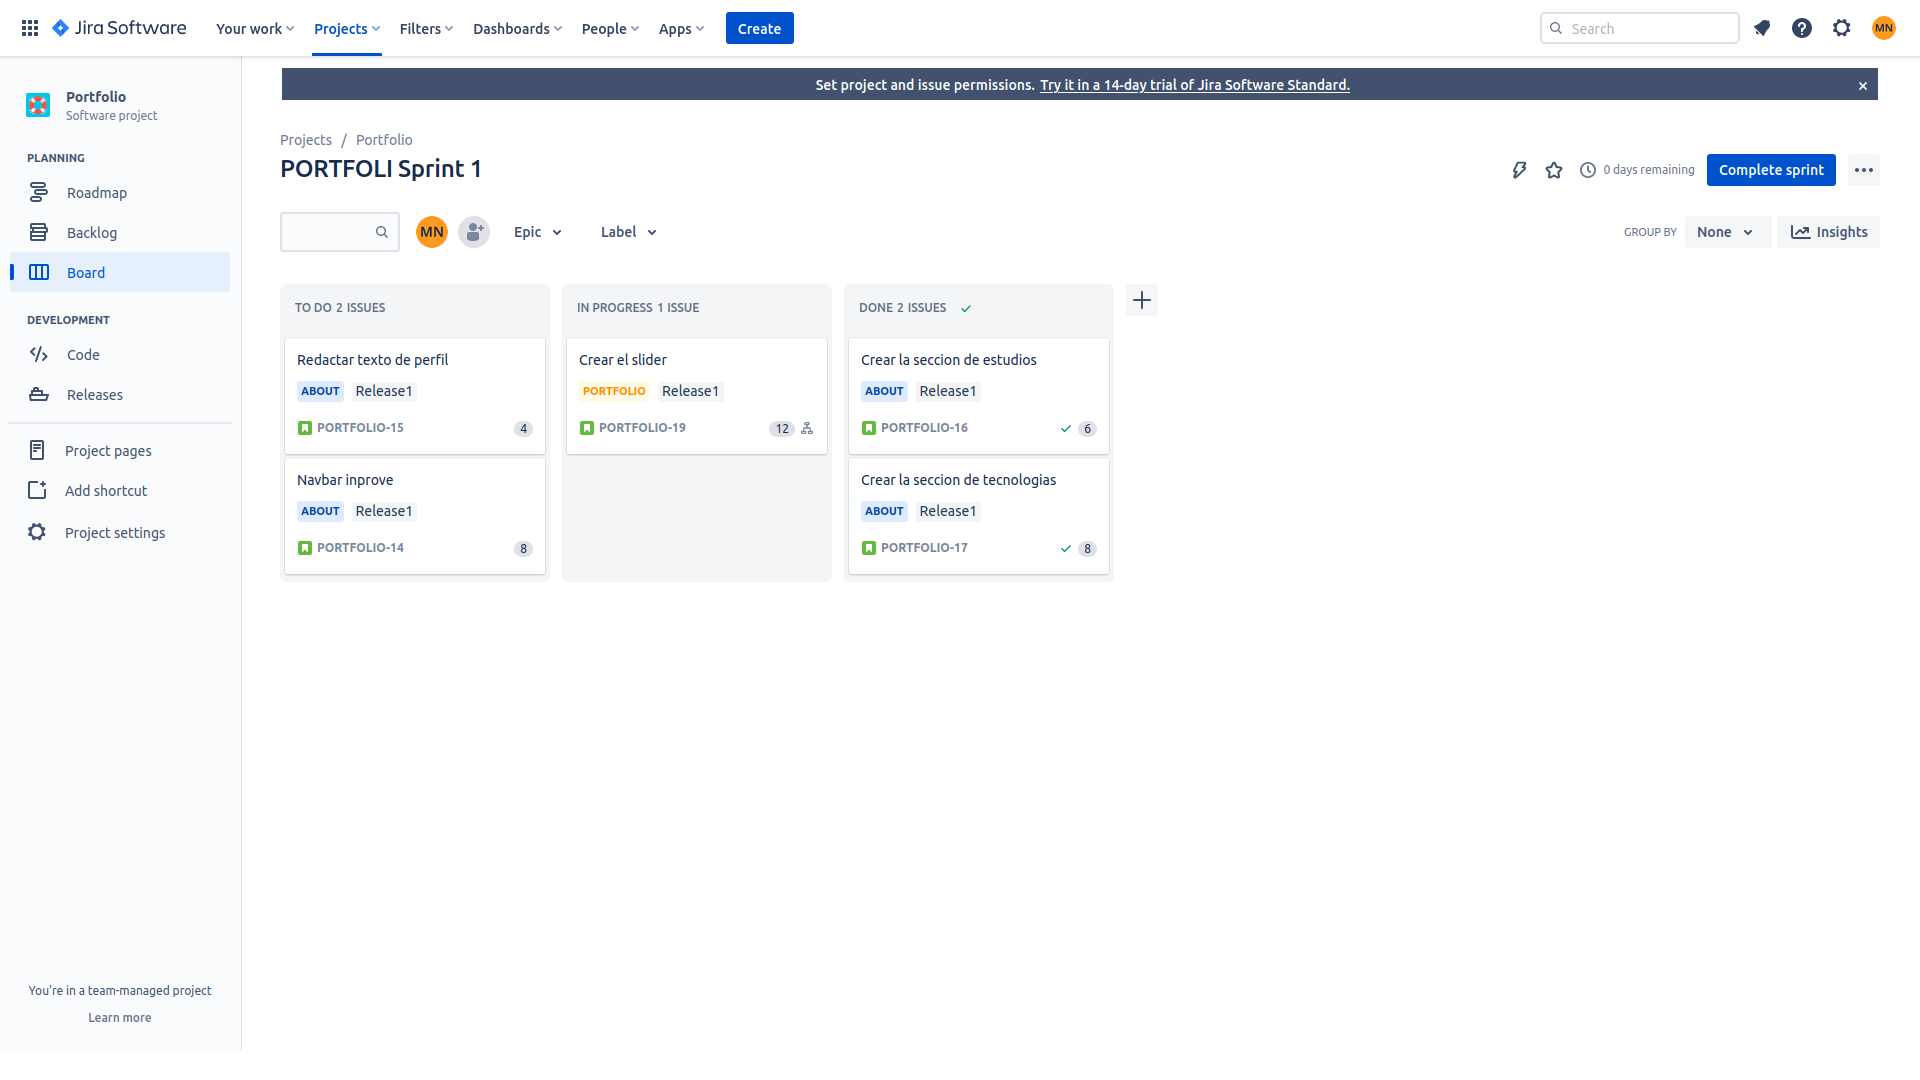 Jira Software
Your work
Projects
Filters
Dashboards
People
Apps
Create
Search
MN
Portfolio
Software project
PLANNING
Roadmap
Backlog
Board
DEVELOPMENT
Code
Releases
Project pages
Add shortcut
Project settings
You're in a team-managed project
Learn more
Set project and issue permissions. Try it in a 14-day trial of Jira Software Standard.
Projects / Portfolio
PORTFOLI Sprint 1
0 days remaining
Complete sprint
MN
Epic
Label
GROUP BY
None
Insights
TO DO 2 ISSUES
Redactar texto de perfil
ABOUT Release1
PORTFOLIO-15 4
Navbar inprove
ABOUT Release1
PORTFOLIO-14 8
IN PROGRESS 1 ISSUE
Crear el slider
PORTFOLIO Release1
PORTFOLIO-19 12
DONE 2 ISSUES
Crear la seccion de estudios
ABOUT Release1
PORTFOLIO-16 6
Crear la seccion de tecnologias
ABOUT Release1
PORTFOLIO-17 8